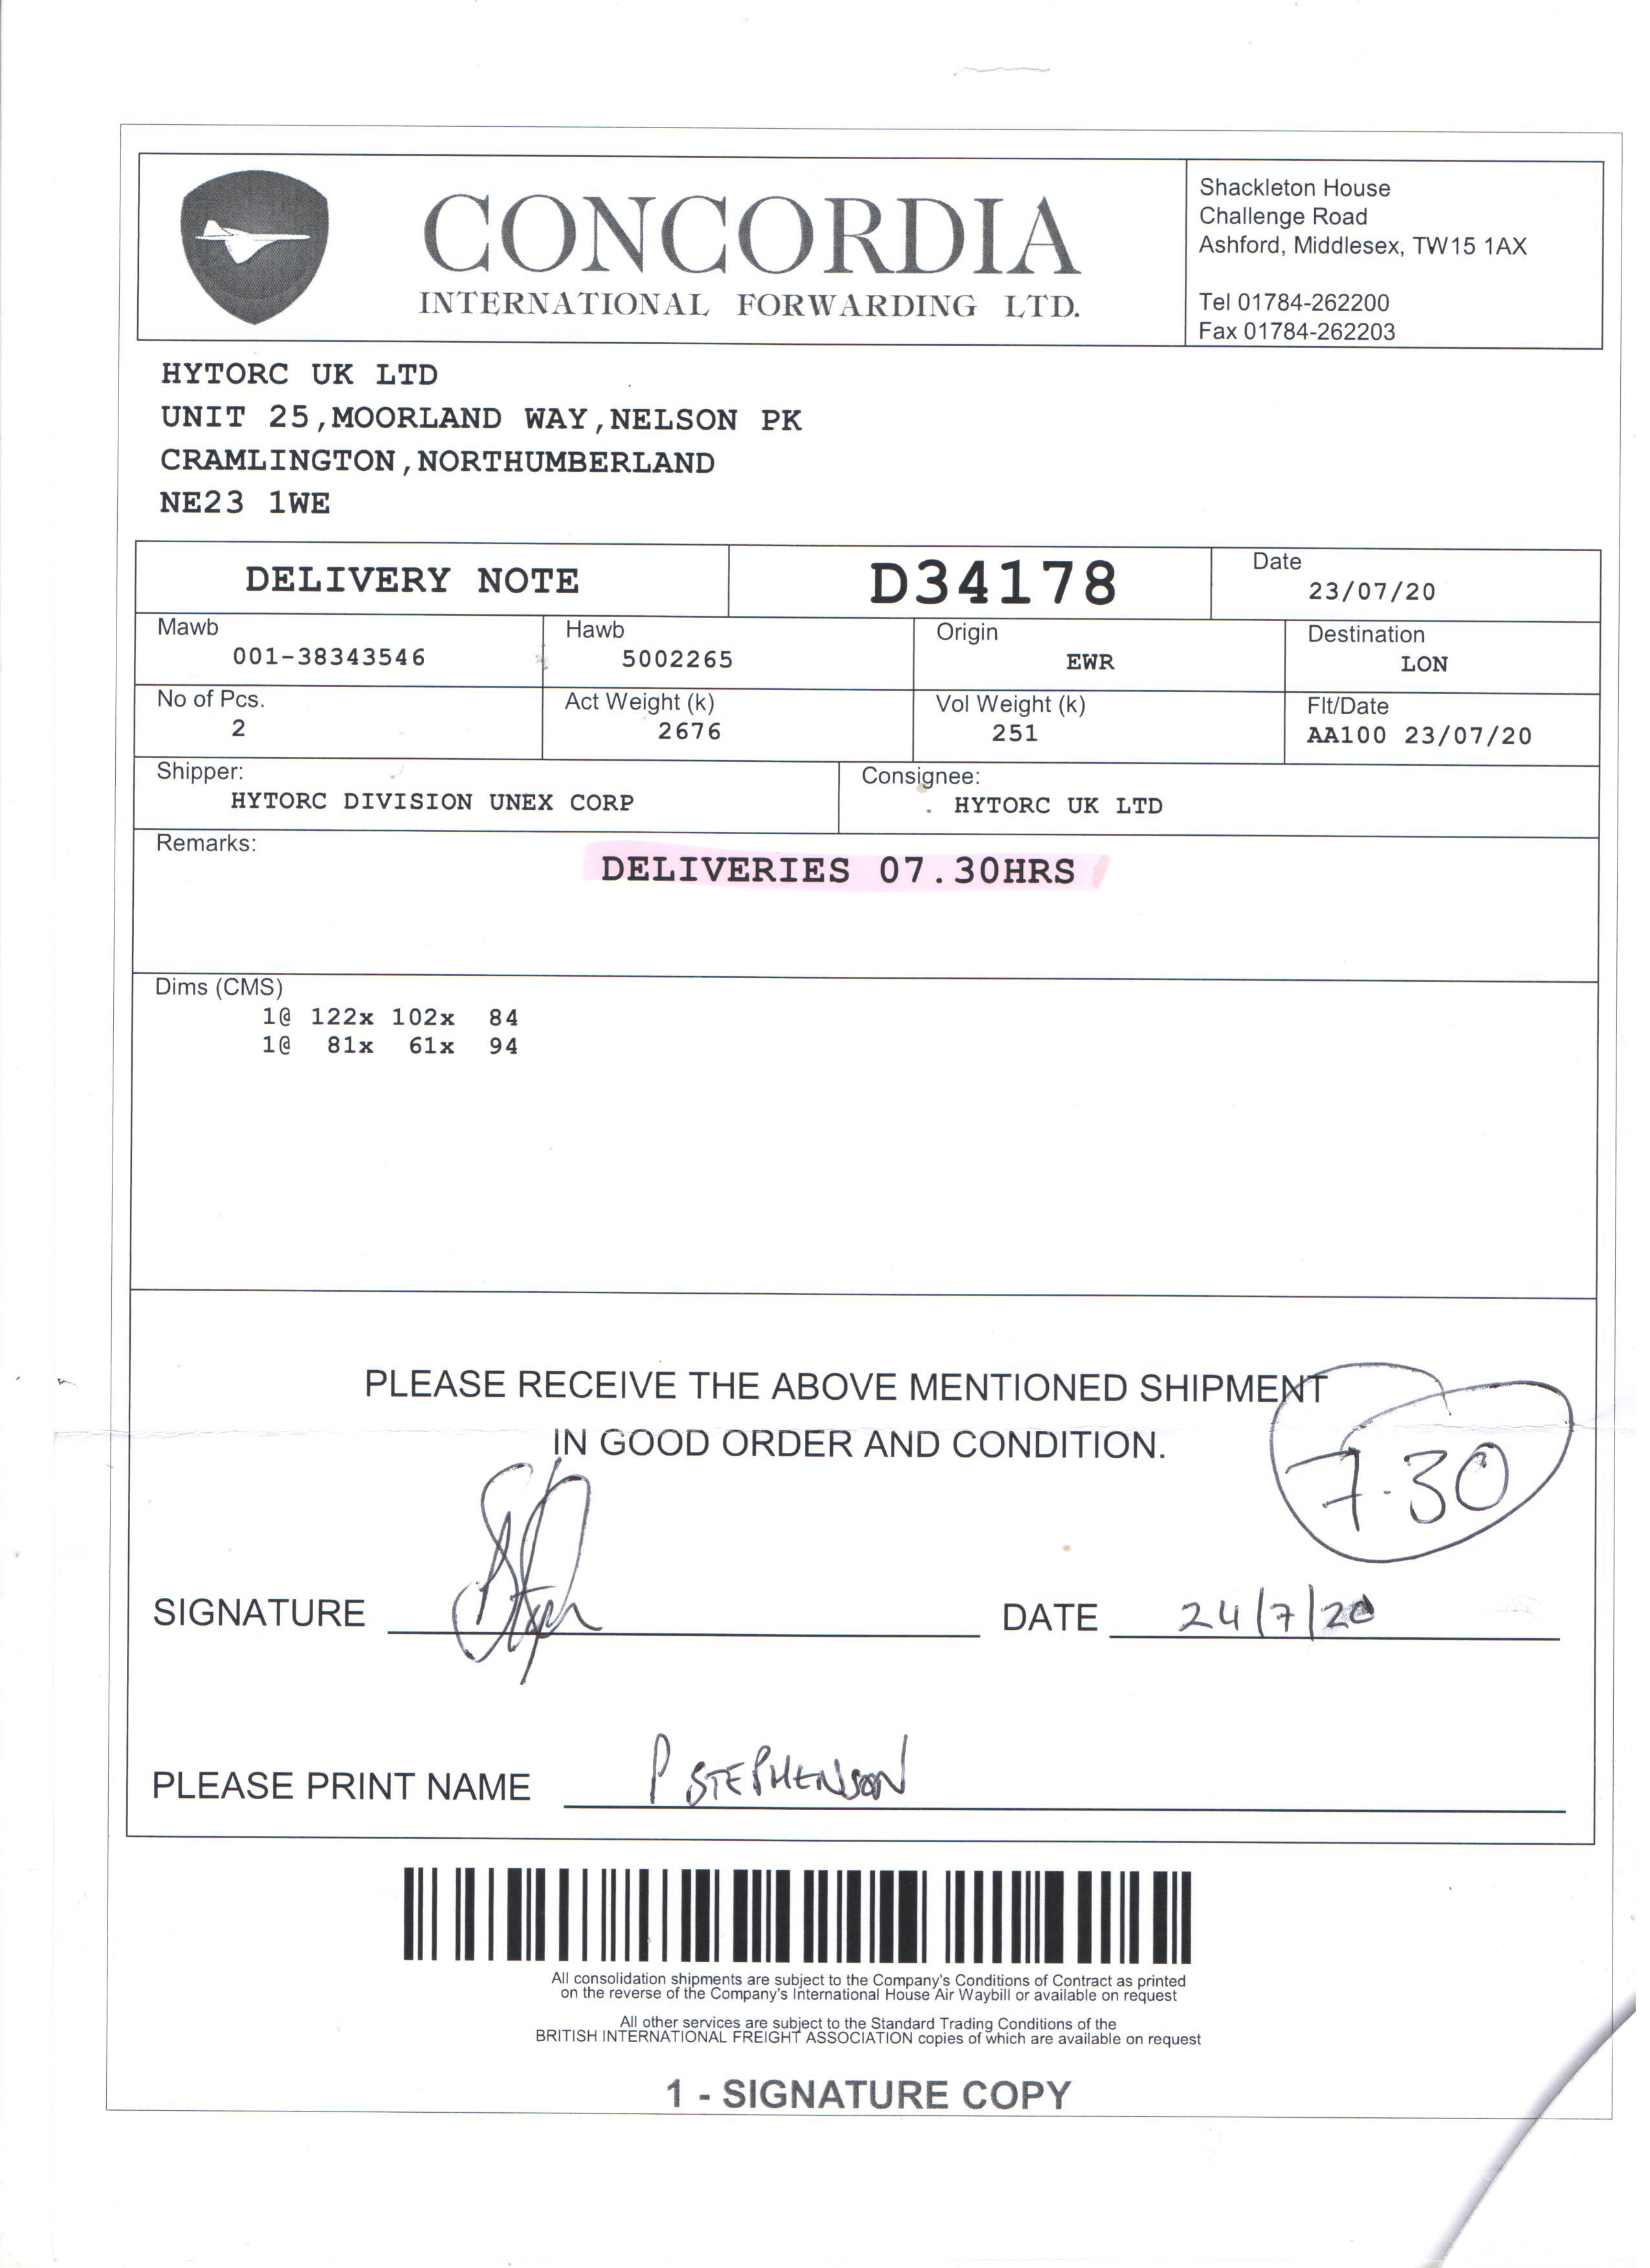 CONCORDIA
INTERNATIONAL FORWARDING LTD.
Shackleton House
Challenge Road
Ashford, Middlesex, TW15 1AX
Tel 01784-262200
Fax 01784-262203
HYTORC UK LTD
UNIT 25,MOORLAND WAY,NELSON PK
CRAMLINGTON,NORTHUMBERLAND
NE23 1WE
DELIVERY NOTE
D34178
Date
23/07/20
Mawb
001-38343546
Hawb
5002265
Origin
EWR
Destination
LON
No of Pcs.
2
Act Weight (k)
2676
Vol Weight (k)
251
Flt/Date
AA100 23/07/20
Shipper:
HYTORC DIVISION UNEX CORP
Consignee:
. HYTORC UK LTD
Remarks:
DELIVERIES 07.30HRS
Dims (CMS)
1@ 122x 102x 84
1@ 81x 61x 94
PLEASE RECEIVE THE ABOVE MENTIONED SHIPMENT
IN GOOD ORDER AND CONDITION.
7.30
SIGNATURE
DATE 24/7/20
PLEASE PRINT NAME P STEPHENSON
All consolidation shipments are subject to the Company's Conditions of Contract as printed
on the reverse of the Company's International House Air Waybill or available on request
All other services are subject to the Standard Trading Conditions of the
BRITISH INTERNATIONAL FREIGHT ASSOCIATION copies of which are available on request
1 - SIGNATURE COPY